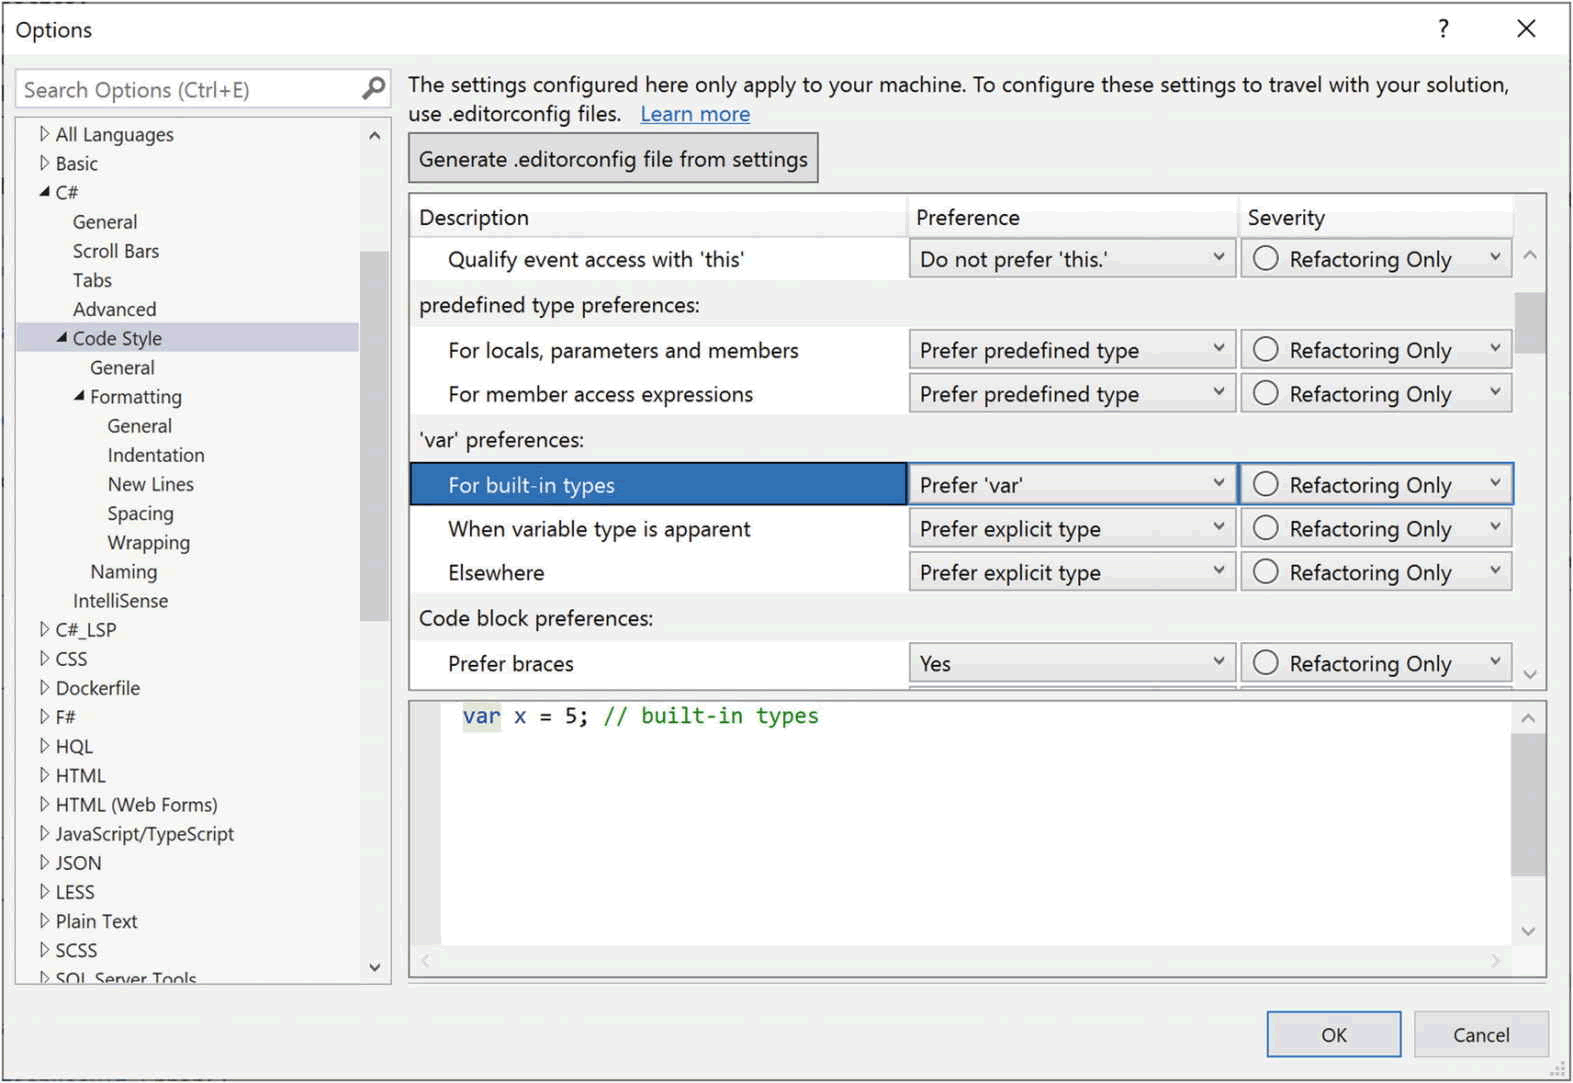 Options
?
Search Options (Ctrl+E)
All Languages
Basic
C#
General
Scroll Bars
Tabs
Advanced
Code Style
General
Formatting
General
Indentation
New Lines
Spacing
Wrapping
Naming
IntelliSense
C#_LSP
CSS
Dockerfile
F#
HQL
HTML
HTML (Web Forms)
JavaScript/TypeScript
JSON
LESS
Plain Text
SCSS
SQL Server Tools
The settings configured here only apply to your machine. To configure these settings to travel with your solution,
use .editorconfig files. Learn more
Generate .editorconfig file from settings
Description Preference Severity
Qualify event access with 'this' Do not prefer 'this.' Refactoring Only
predefined type preferences:
For locals, parameters and members Prefer predefined type Refactoring Only
For member access expressions Prefer predefined type Refactoring Only
'var' preferences:
For built-in types Prefer 'var' Refactoring Only
When variable type is apparent Prefer explicit type Refactoring Only
Elsewhere Prefer explicit type Refactoring Only
Code block preferences:
Prefer braces Yes Refactoring Only
var x = 5; // built-in types
OK Cancel